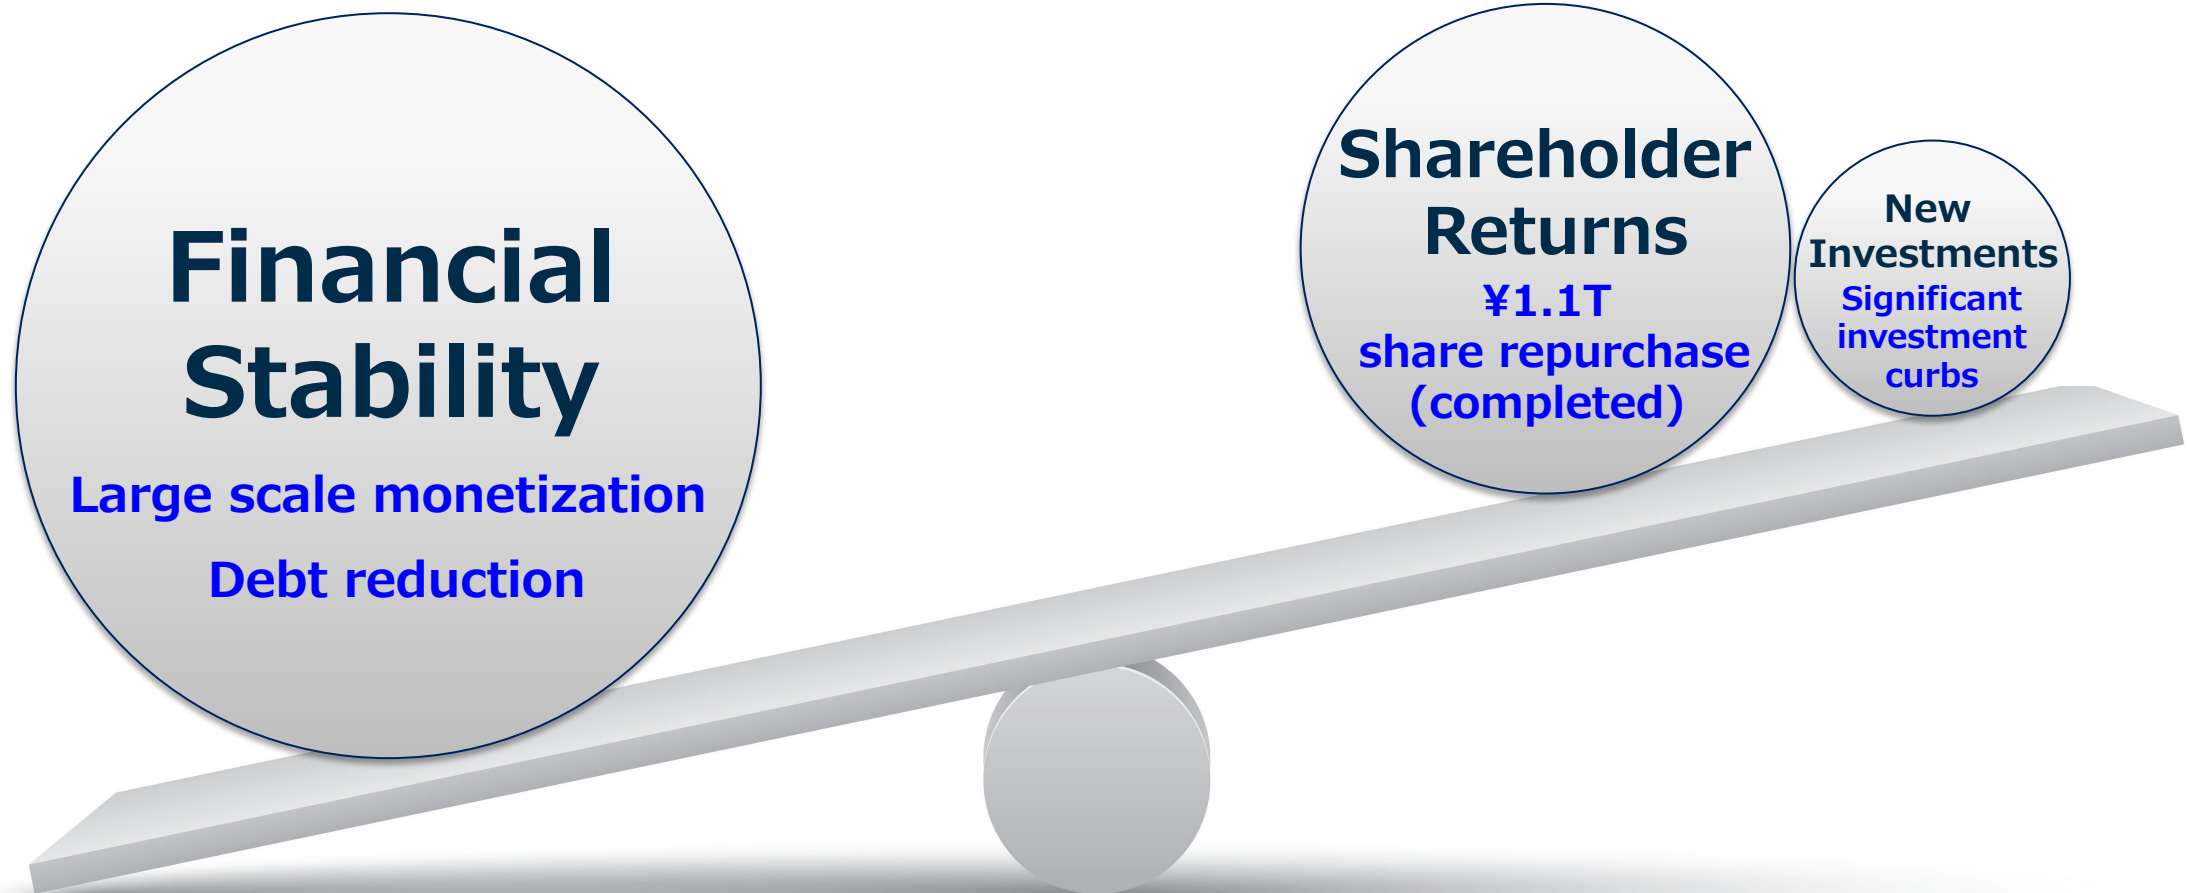 Financial
Stability
Large scale monetization
Debt reduction
Shareholder
Returns
¥1.1T
share repurchase
(completed)
New
Investments
Significant
investment
curbs